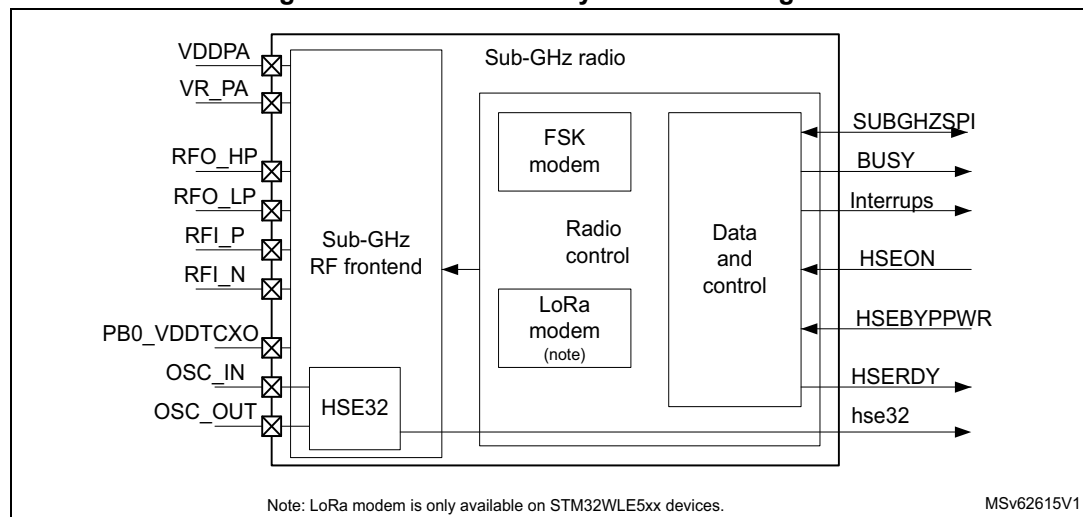 VDDPA
VR_PA
RFO_HP
RFO_LP
RFI_P
RFI_N
PB0_VDDTCXO
OSC_IN
OSC_OUT
Sub-GHz
RF frontend
HSE32
Sub-GHz radio
FSK
modem
Radio
control
LoRa
modem
(note)
Data
and
control
SUBGHZSPI
BUSY
Interrups
HSEON
HSEBYPPWR
HSERDY
hse32
Note: LoRa modem is only available on STM32WLE5xx devices.
MSv62615V1